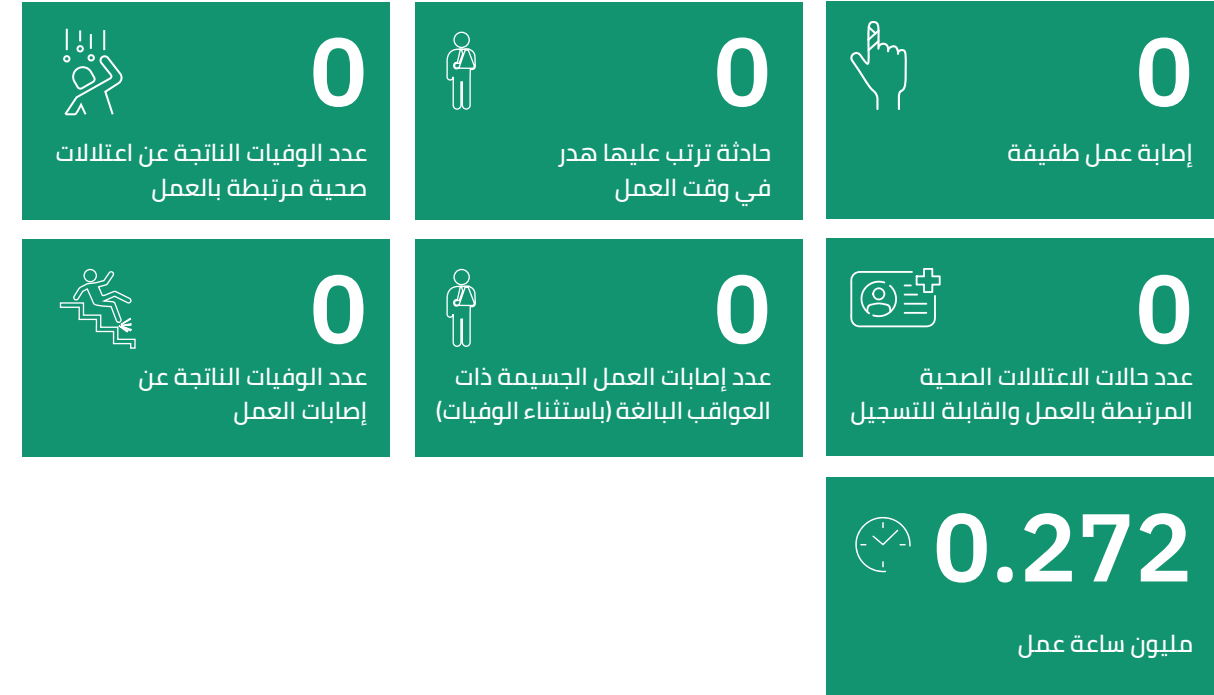 0
إصابة عمل طفيفة
0
حادثة ترتب عليها هدر
في وقت العمل
0
عدد الوفيات الناتجة عن اعتلالات
صحية مرتبطة بالعمل
0
عدد حالات الاعتلالات الصحية
المرتبطة بالعمل والقابلة للتسجيل
0
عدد إصابات العمل الجسيمة ذات
العواقب البالغة (باستثناء الوفيات)
0
عدد الوفيات الناتجة عن
إصابات العمل
0.272
مليون ساعة عمل